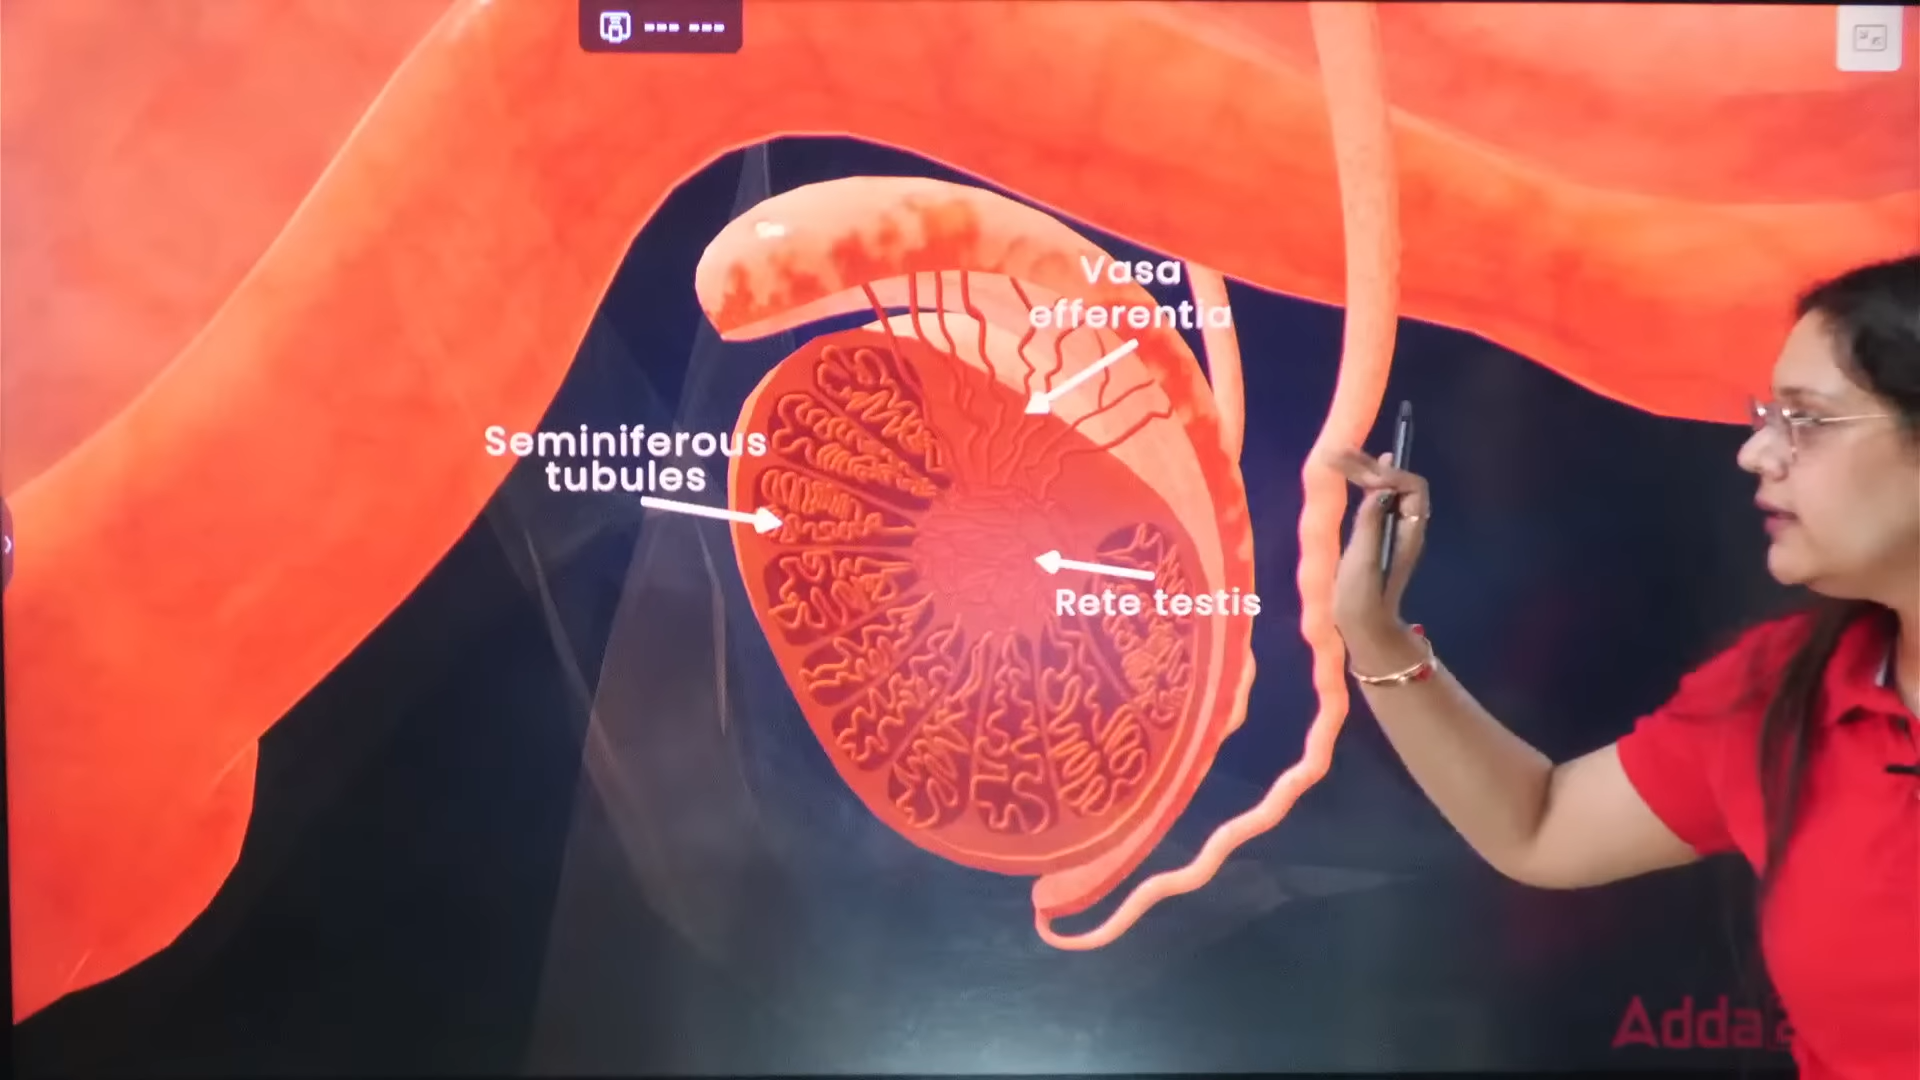 Vasa
efferentia
Seminiferous
tubules
Rete testis
Adda